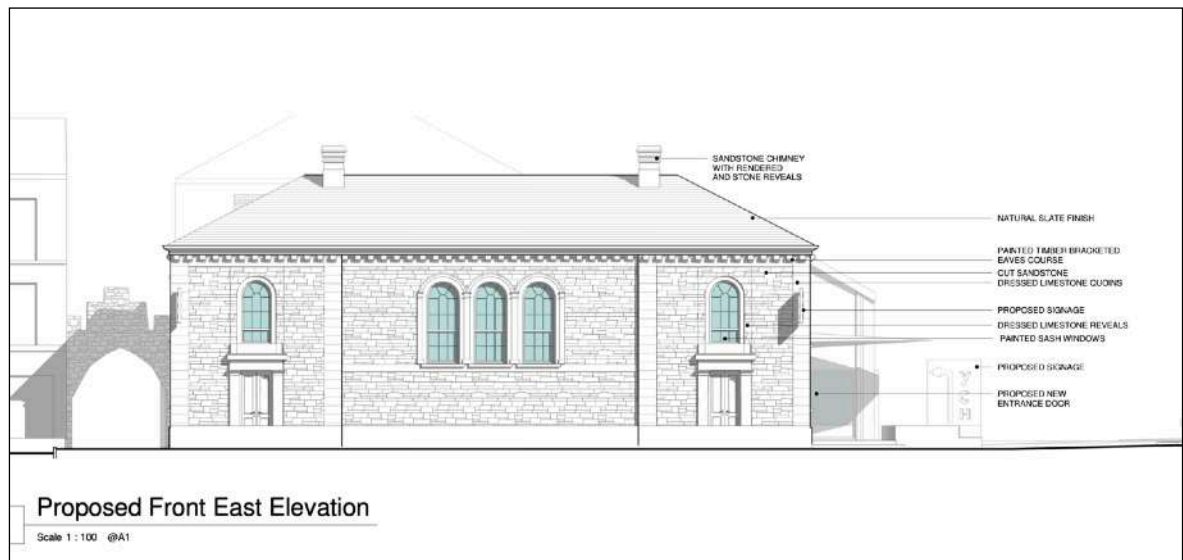 SANDSTONE CHIMNEY
WITH RENDERED
AND STONE REVEALS
NATURAL SLATE FINISH
PAINTED TIMBER BRACKETED
EAVES COURSE
CUT SANDSTONE
DRESSED LIMESTONE QUOINS
PROPOSED SIGNAGE
DRESSED LIMESTONE REVEALS
PAINTED SASH WINDOWS
PROPOSED SIGNAGE
PROPOSED NEW
ENTRANCE DOOR
Proposed Front East Elevation
Scale 1 : 100 @A1